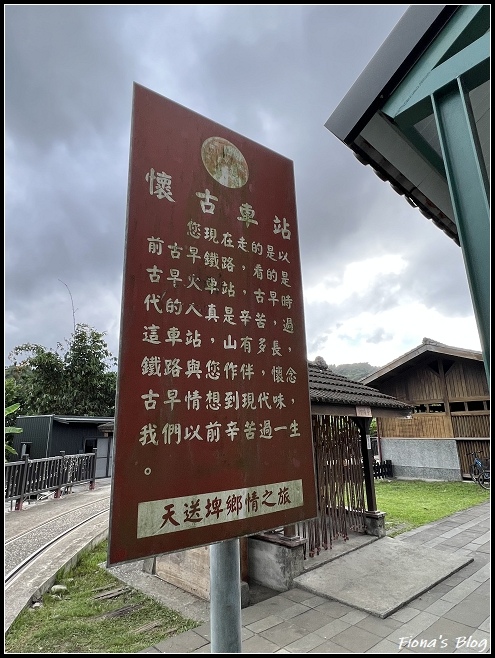 懷古車站
您現在走的是以
前古早鐵路，看的是
古早火車站，古早時
代的人真是辛苦，過
這車站，山有多長，
鐵路與您作伴，懷念
古早情想到現代味，
我們以前辛苦過一生
。
天送埤鄉情之旅
Fiona's Blog